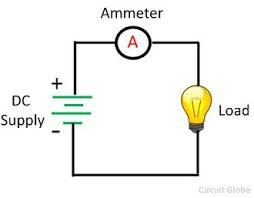 Ammeter
A
+
DC
Supply
-
Load
Circuit Globe